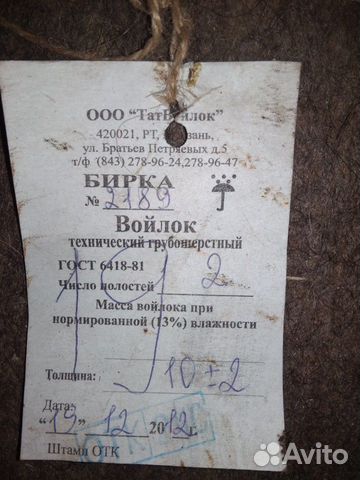 ООО "ТатВойлок"
420021, РТ, Казань,
ул. Братьев Петряевых д.5
т/ф (843) 278-96-24,278-96-47
БИРКА
№ 2189
Войлок
технический грубошерстный
ГОСТ 6418-81
Число полостей 2
Масса войлока при
нормированной (13%) влажности
19
Толщина: 10±2
Дата:
"19" 12 2012г.
Штамп ОТК
Avito